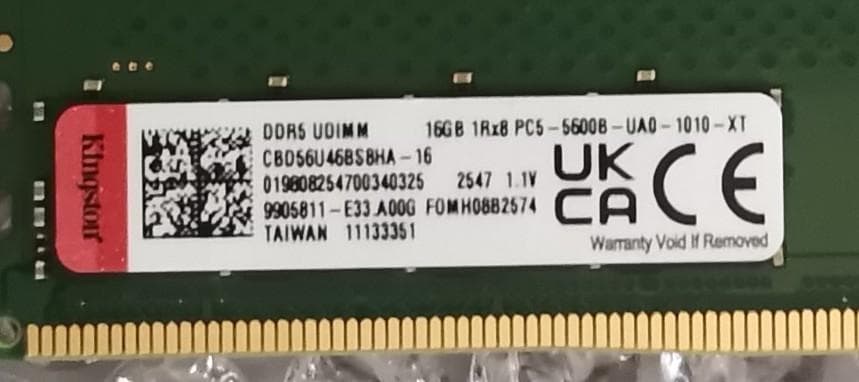 Kingston
DDR5 UDIMM 16GB 1Rx8 PC5-5600B-UA0-1010-XT
CBD56U46BS8HA-16
019808254700340325 2547 1.1V
9905811-E33.A00G FOMH08B2574
TAIWAN 11133351
UK
CA
CE
Warranty Void If Removed